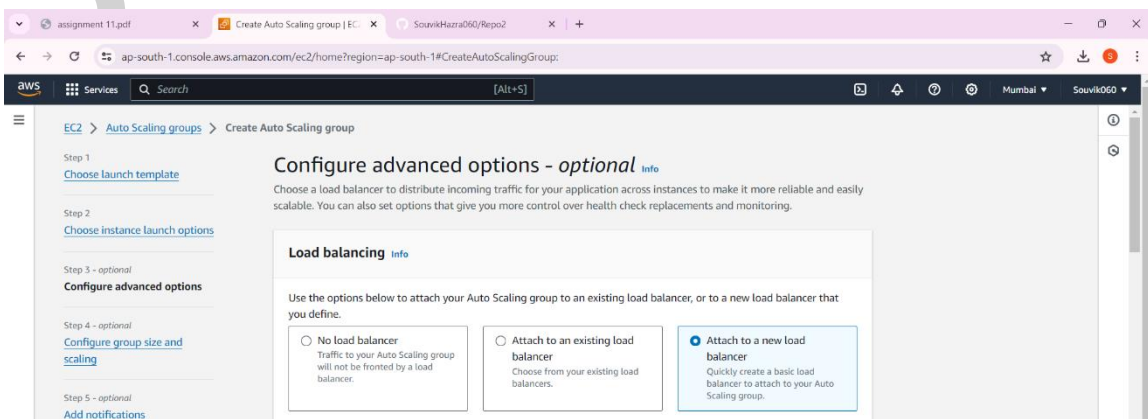 assignment 11.pdf
Create Auto Scaling group | EC
SouvikHazra060/Repo2
ap-south-1.console.aws.amazon.com/ec2/home?region=ap-south-1#CreateAutoScalingGroup:
S
aws
Services
Search
[Alt+S]
Mumbai
Souvik060
EC2 > Auto Scaling groups > Create Auto Scaling group
Step 1
Choose launch template
Step 2
Choose instance launch options
Step 3 - optional
Configure advanced options
Step 4 - optional
Configure group size and
scaling
Step 5 - optional
Add notifications
Configure advanced options - optional Info
Choose a load balancer to distribute incoming traffic for your application across instances to make it more reliable and easily
scalable. You can also set options that give you more control over health check replacements and monitoring.
Load balancing Info
Use the options below to attach your Auto Scaling group to an existing load balancer, or to a new load balancer that
you define.
No load balancer
Traffic to your Auto Scaling group
will not be fronted by a load
balancer.
Attach to an existing load
balancer
Choose from your existing load
balancers.
Attach to a new load
balancer
Quickly create a basic load
balancer to attach to your Auto
Scaling group.